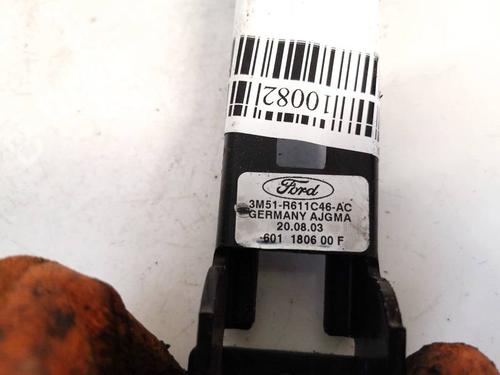 10082
Ford
3M51-R611C46-AC
GERMANY AJGMA
20.08.03
601 1806 00 F